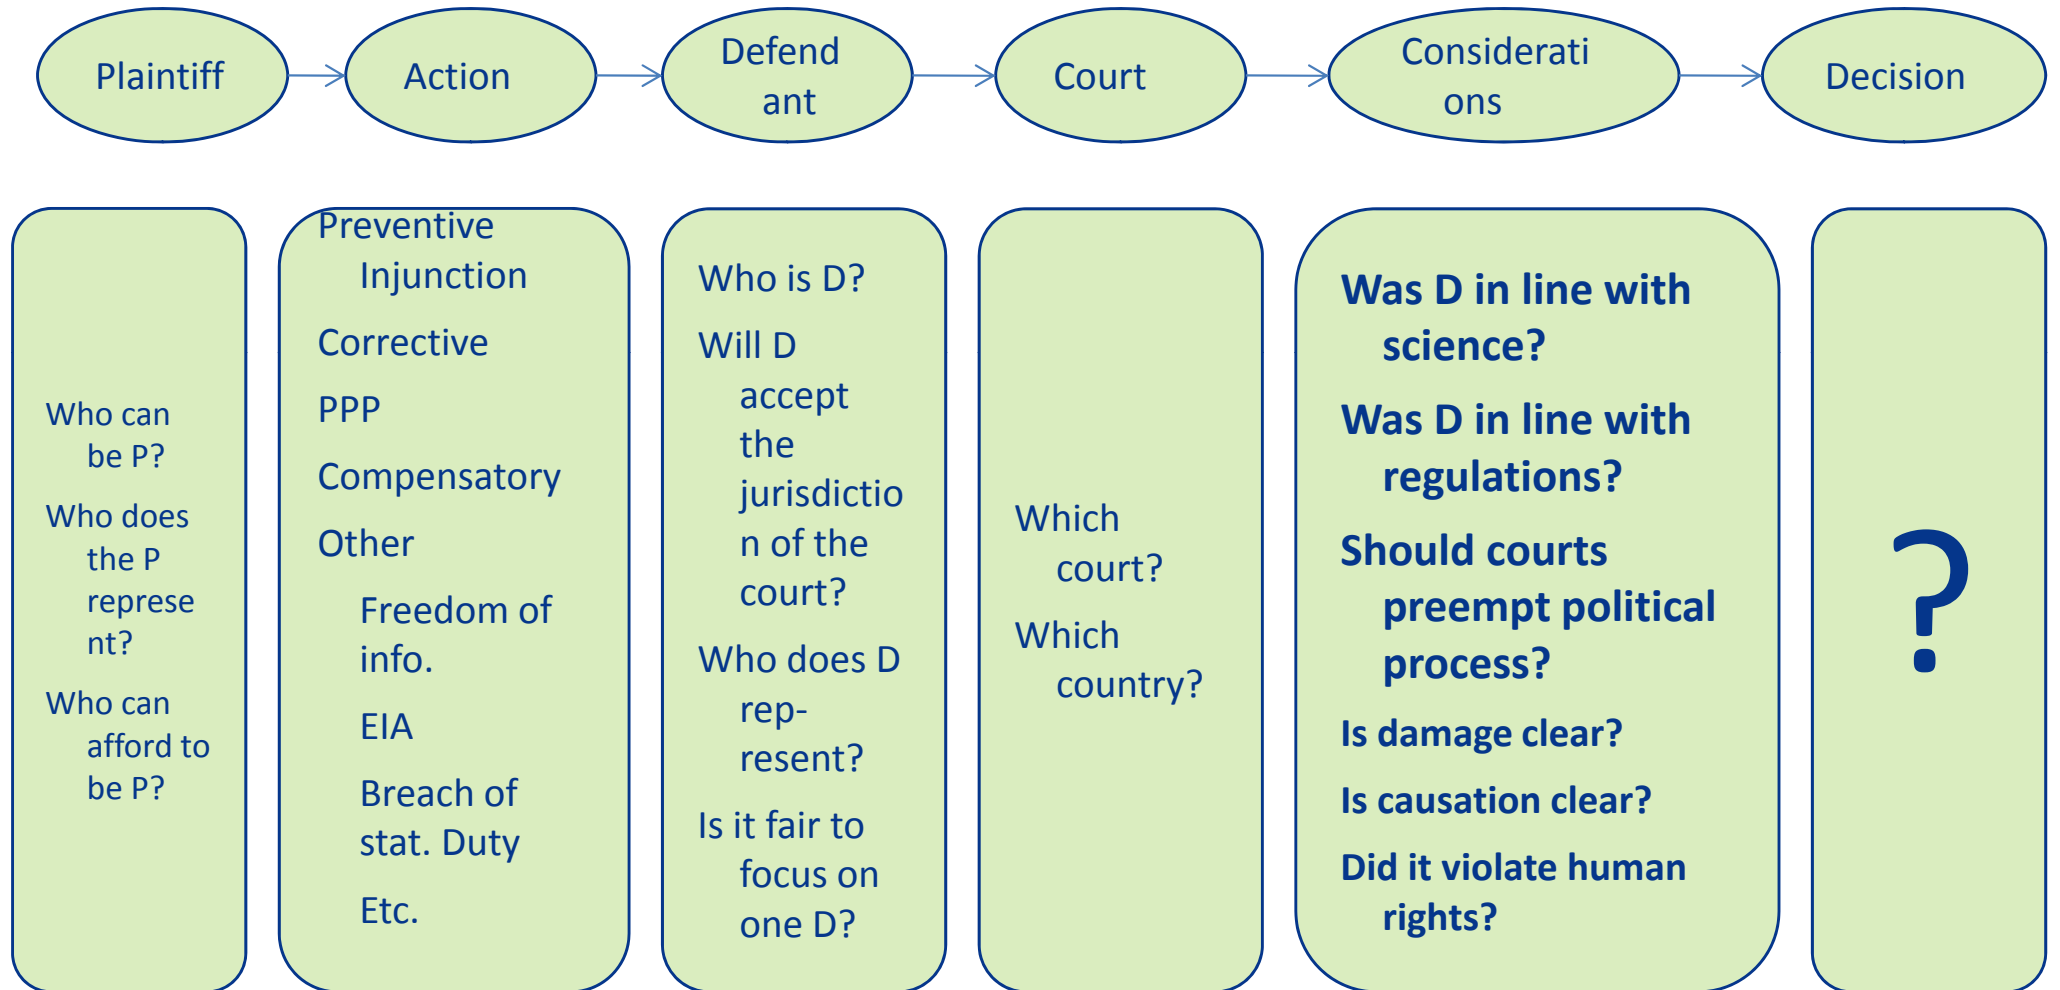 Plaintiff
Action
Defend
ant
Court
Considerati
ons
Decision
Who can
be P?
Who does
the P
represe
nt?
Who can
afford to
be P?
Preventive
Injunction
Corrective
PPP
Compensatory
Other
Freedom of
info.
EIA
Breach of
stat. Duty
Etc.
Who is D?
Will D
accept
the
jurisdictio
n of the
court?
Who does D
rep-
resent?
Is it fair to
focus on
one D?
Which
court?
Which
country?
Was D in line with
science?
Was D in line with
regulations?
Should courts
preempt political
process?
Is damage clear?
Is causation clear?
Did it violate human
rights?
?